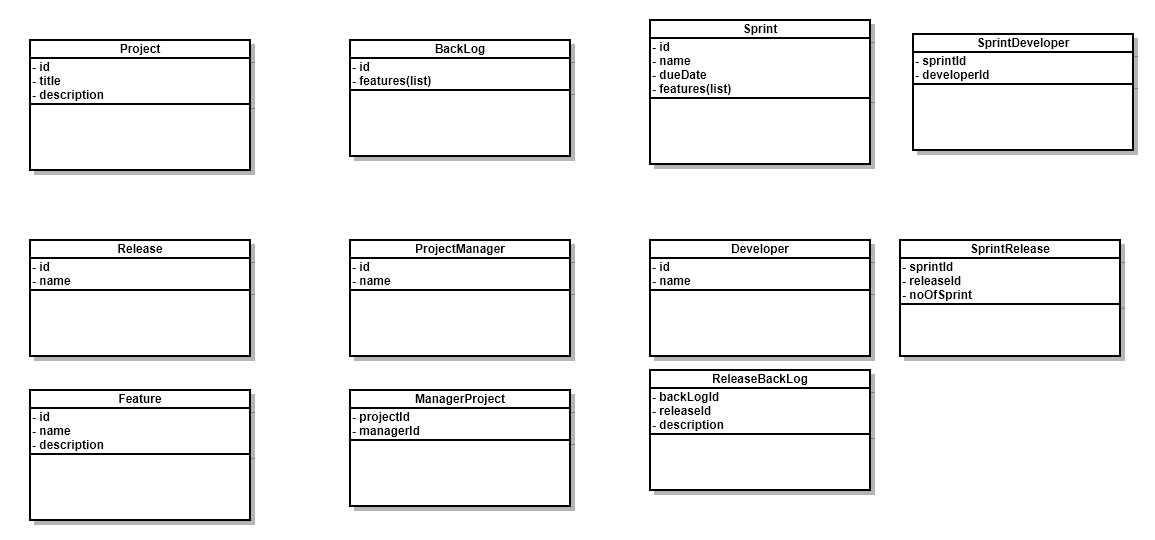 Project
- id
- title
- description
BackLog
- id
- features(list)
Sprint
- id
- name
- dueDate
- features(list)
SprintDeveloper
- sprintId
- developerId
Release
- id
- name
ProjectManager
- id
- name
Developer
- id
- name
SprintRelease
- sprintId
- releaseId
- noOfSprint
Feature
- id
- name
- description
ManagerProject
- projectId
- managerId
ReleaseBackLog
- backLogId
- releaseId
- description